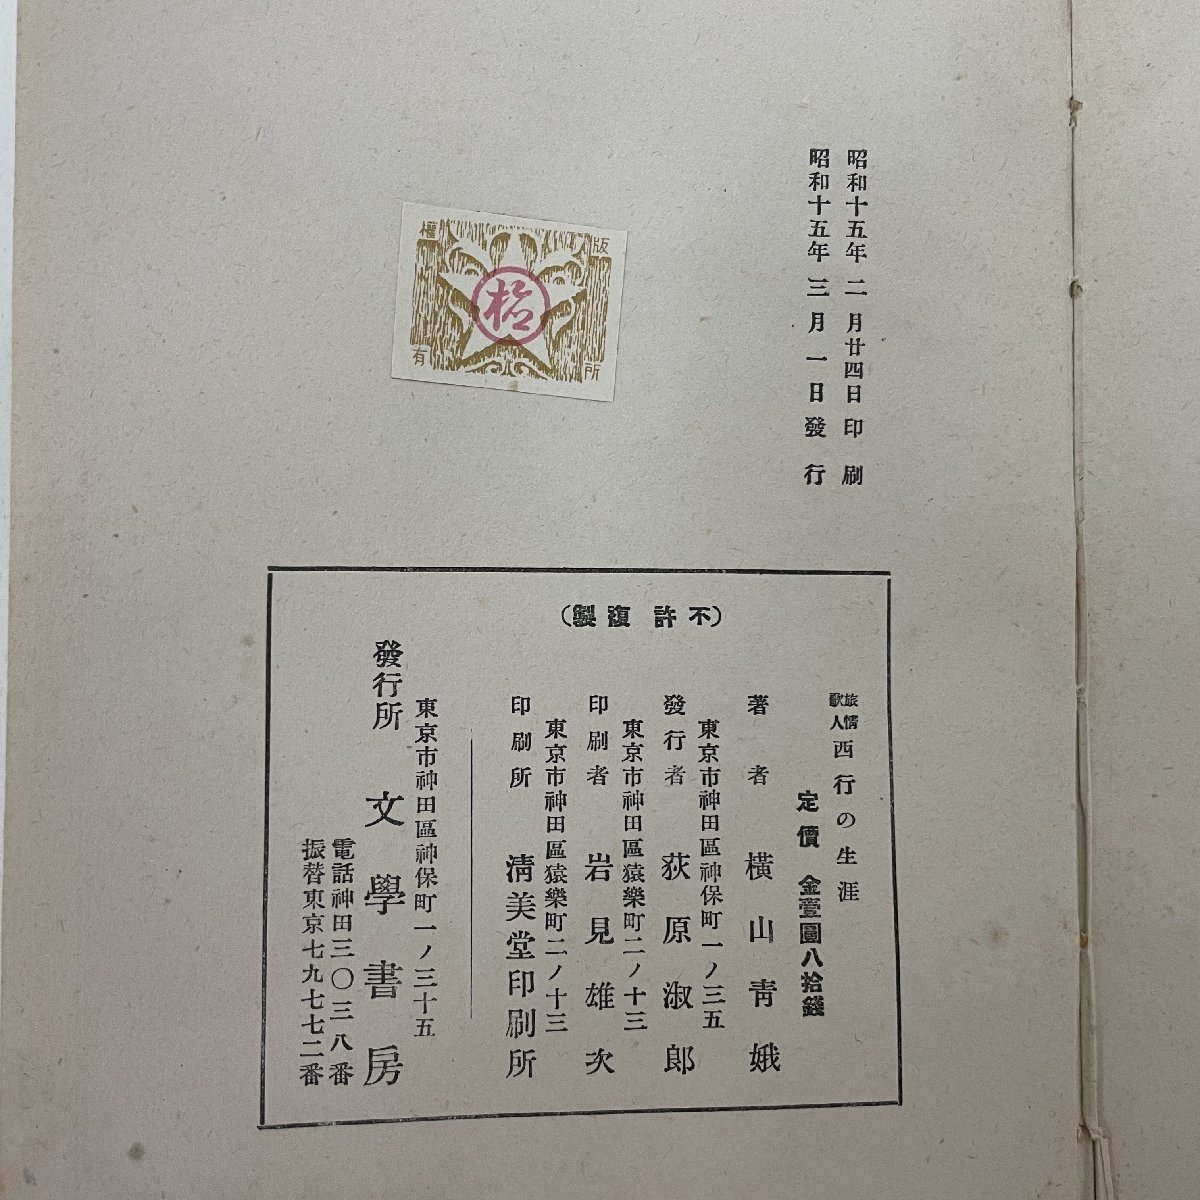 昭和十五年二月廿四日印刷
昭和十五年三月一日發行
版權
所有
(不許複製)
旅情歌人 西行の生涯
定價 金壹圓八拾錢
著者 橫山靑娥
東京市神田區神保町一ノ三五
發行者 荻原淑郎
東京市神田區猿樂町二ノ十三
印刷者 岩見雄次
東京市神田區猿樂町二ノ十三
印刷所 淸美堂印刷所
東京市神田區神保町一ノ三十五
發行所 文學書房
電話神田三〇三八番
振替東京七九七七二番